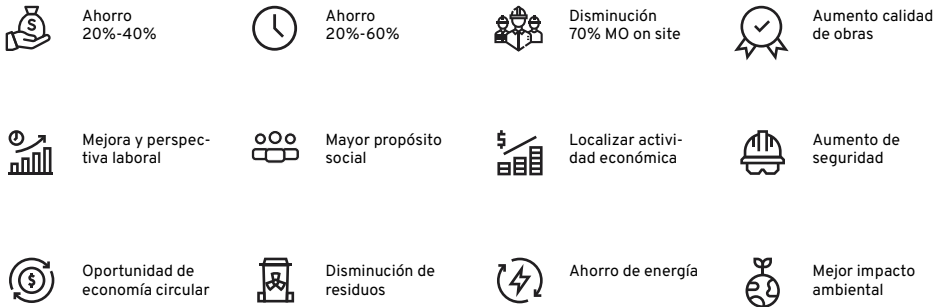 Ahorro
20%-40%
Ahorro
20%-60%
Disminución
70% MO on site
Aumento calidad
de obras
Mejora y perspec-
tiva laboral
Mayor propósito
social
Localizar activi-
dad económica
Aumento de
seguridad
Oportunidad de
economía circular
Disminución de
residuos
Ahorro de energía
Mejor impacto
ambiental